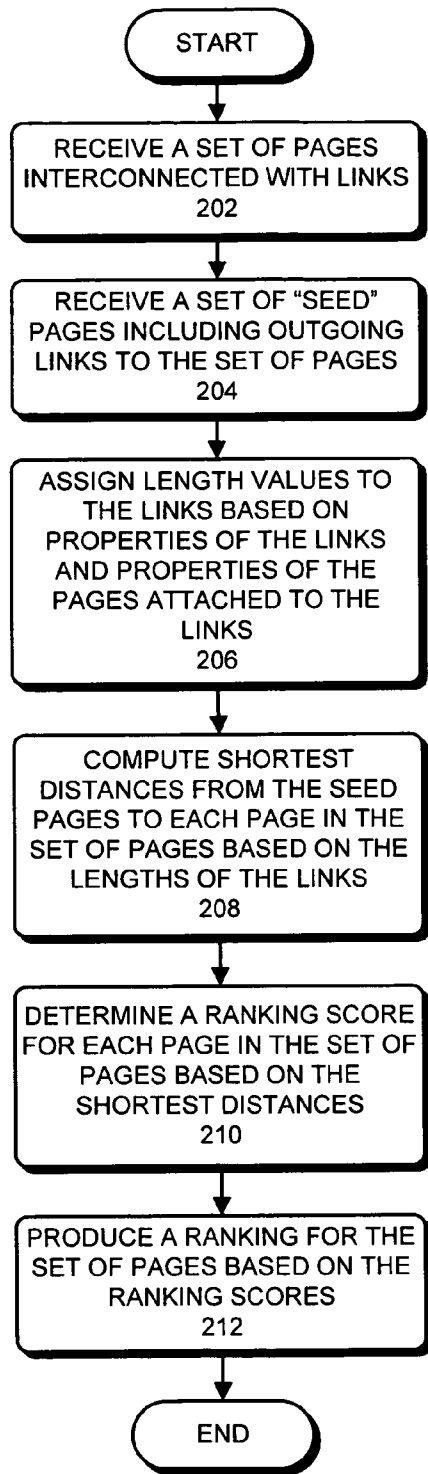 START
RECEIVE A SET OF PAGES
INTERCONNECTED WITH LINKS
202
RECEIVE A SET OF “SEED”
PAGES INCLUDING OUTGOING
LINKS TO THE SET OF PAGES
204
ASSIGN LENGTH VALUES TO
THE LINKS BASED ON
PROPERTIES OF THE LINKS
AND PROPERTIES OF THE
PAGES ATTACHED TO THE
LINKS
206
COMPUTE SHORTEST
DISTANCES FROM THE SEED
PAGES TO EACH PAGE IN THE
SET OF PAGES BASED ON THE
LENGTHS OF THE LINKS
208
DETERMINE A RANKING SCORE
FOR EACH PAGE IN THE SET OF
PAGES BASED ON THE
SHORTEST DISTANCES
210
PRODUCE A RANKING FOR THE
SET OF PAGES BASED ON THE
RANKING SCORES
212
END